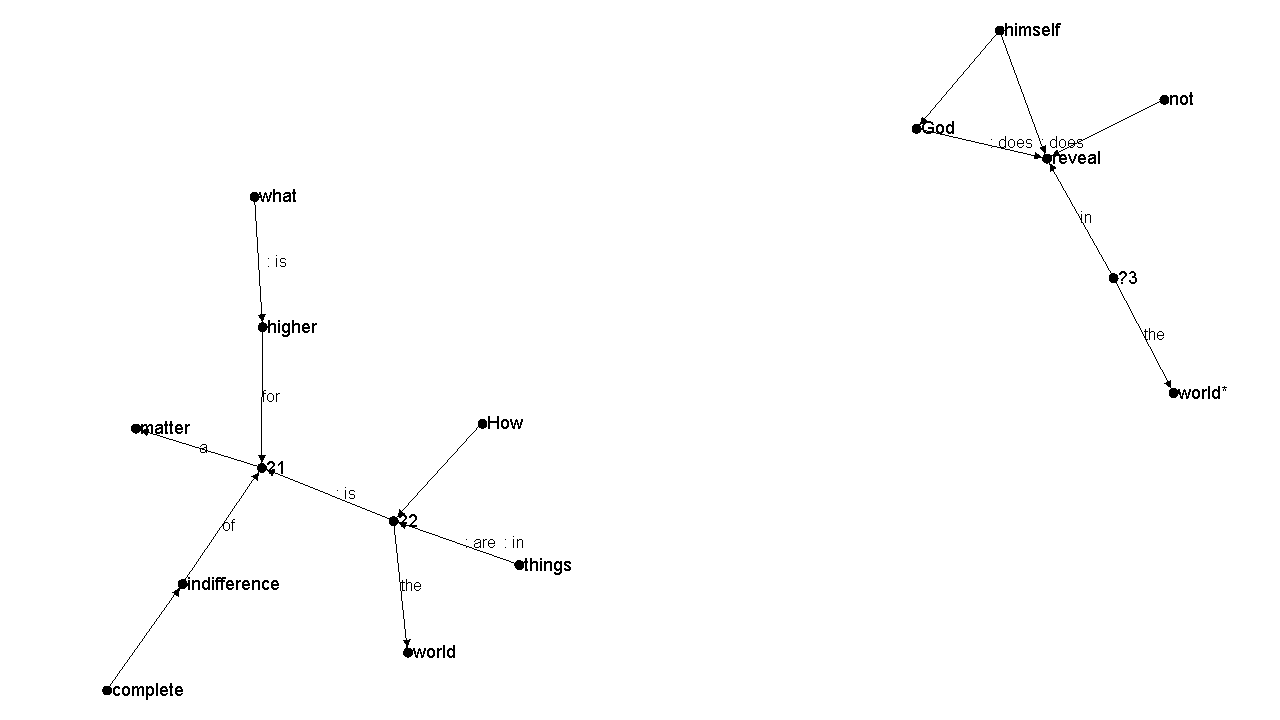 himself
not
God
: does : does
reveal
what
in
: is
?3
higher
the
world*
for
How
matter
a
?1
: is
?2
of
: are : in
things
indifference
the
world
complete